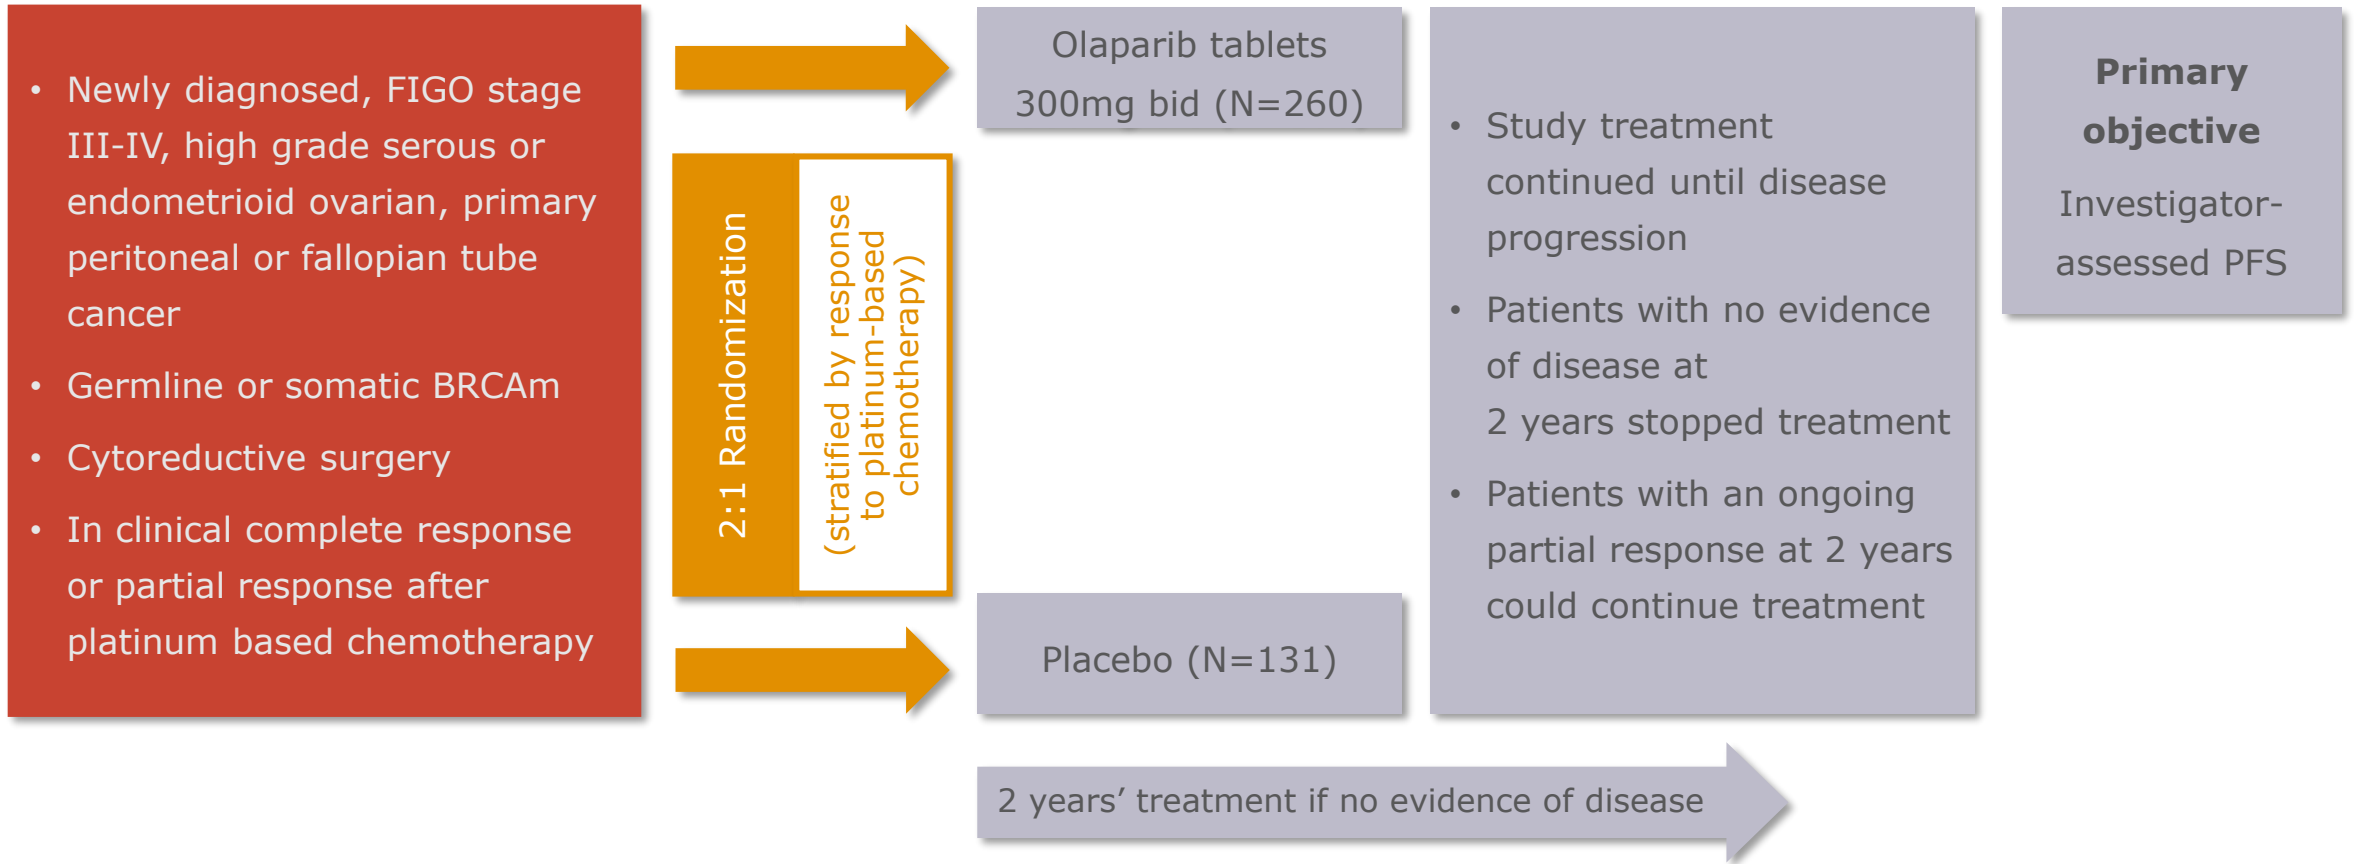 • Newly diagnosed, FIGO stage
III-IV, high grade serous or
endometrioid ovarian, primary
peritoneal or fallopian tube
cancer
• Germline or somatic BRCAm
• Cytoreductive surgery
• In clinical complete response
or partial response after
platinum based chemotherapy
2:1 Randomization
(stratified by response
to platinum-based
chemotherapy)
Olaparib tablets
300mg bid (N=260)
Placebo (N=131)
• Study treatment
continued until disease
progression
• Patients with no evidence
of disease at
2 years stopped treatment
• Patients with an ongoing
partial response at 2 years
could continue treatment
Primary
objective
Investigator-
assessed PFS
2 years’ treatment if no evidence of disease